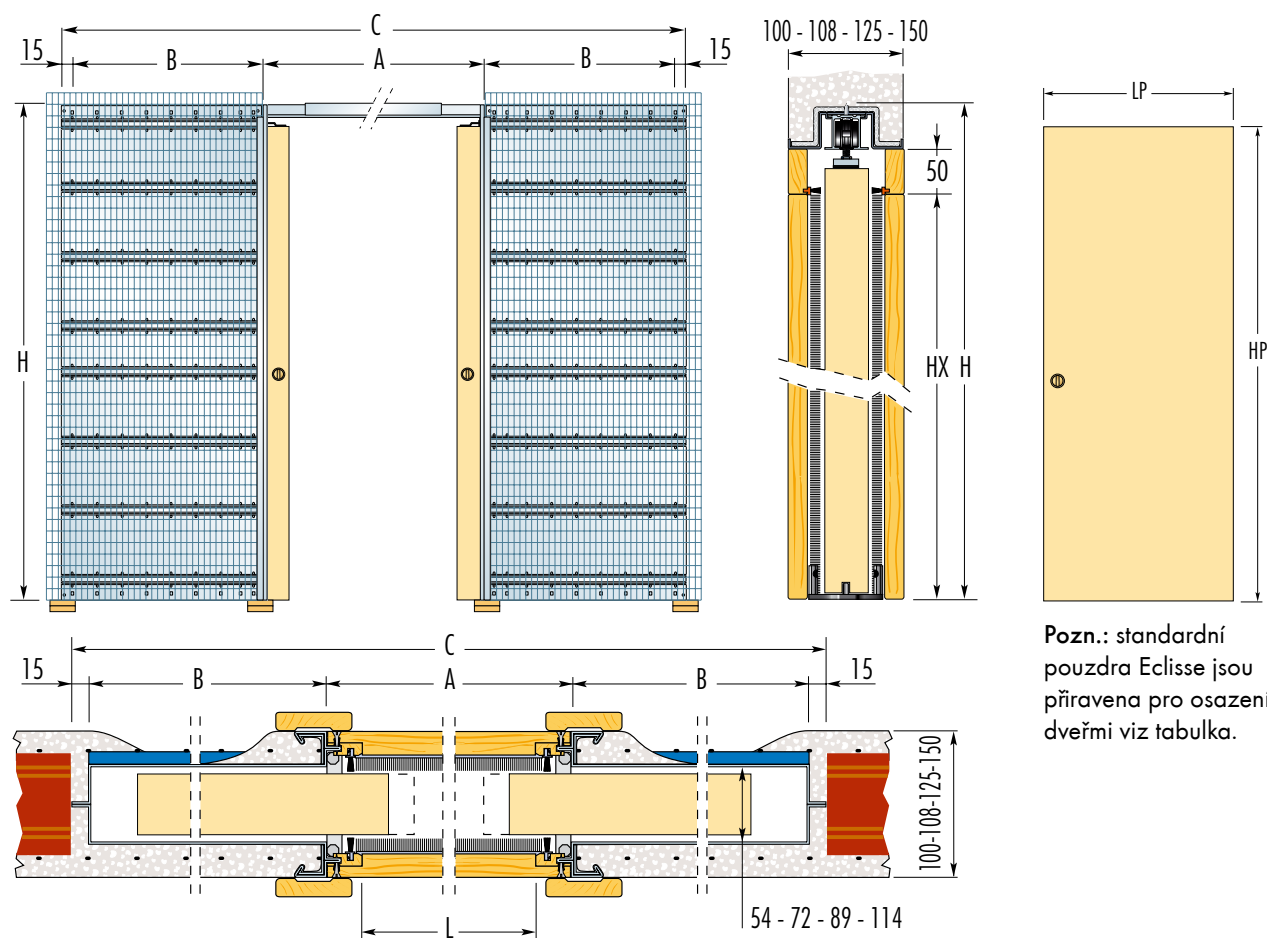 C
15
B
A
B
15
H
100 - 108 - 125 - 150
50
HX
H
LP
HP
Pozn.: standardní
pouzdra Eclisse jsou
přiravena pro osazení
dveřmi viz tabulka.
C
15
B
A
B
15
100-108-125-150
L
54 - 72 - 89 - 114